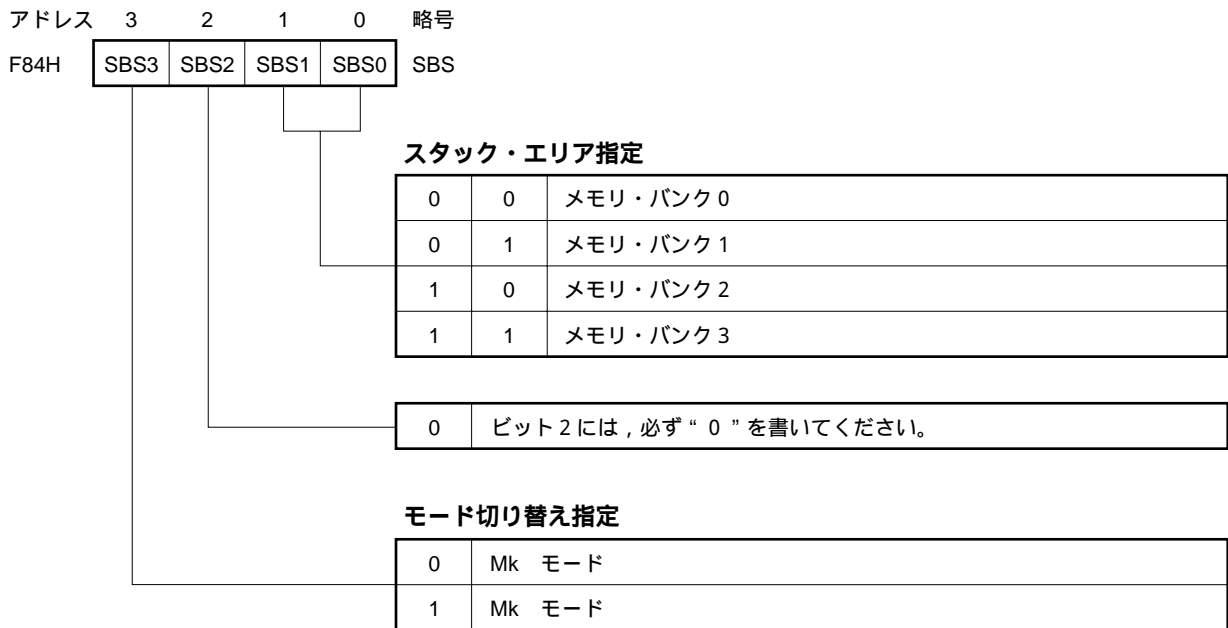 アドレス 3 2 1 0 略号
F84H SBS3 SBS2 SBS1 SBS0 SBS
スタック・エリア指定
0 0 メモリ・バンク0
0 1 メモリ・バンク1
1 0 メモリ・バンク2
1 1 メモリ・バンク3
0 ビット2には,必ず“0”を書いてください。
モード切り替え指定
0 Mk モード
1 Mk モード